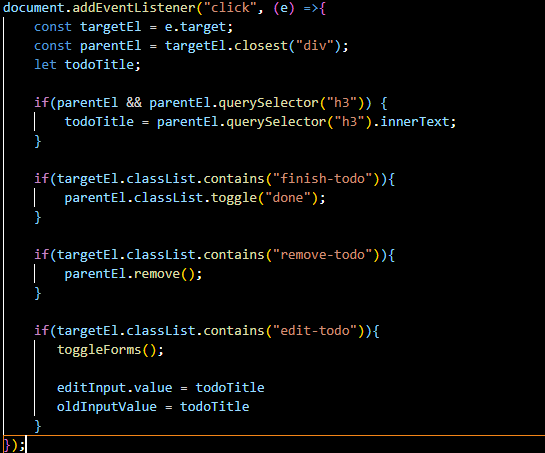 document.addEventListener("click", (e) =>{
    const targetEl = e.target;
    const parentEl = targetEl.closest("div");
    let todoTitle;

    if(parentEl && parentEl.querySelector("h3")) {
        todoTitle = parentEl.querySelector("h3").innerText;
    }

    if(targetEl.classList.contains("finish-todo")){
        parentEl.classList.toggle("done");
    }

    if(targetEl.classList.contains("remove-todo")){
        parentEl.remove();
    }

    if(targetEl.classList.contains("edit-todo")){
       toggleForms();

       editInput.value = todoTitle
       oldInputValue = todoTitle
    }
});